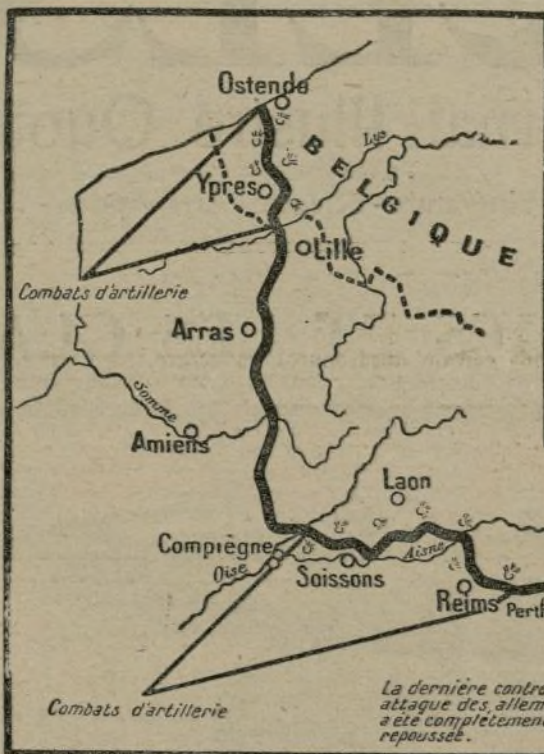 Ostende
Lys
BELGIQUE
Ypres
Lille
Combats d'artillerie
Arras
Somme
Amiens
Laon
Compiègne
Aisne
Oise
Soissons
Reims
Perth
Combats d'artillerie
La dernière contre
attaque des allem
a été complètemen
repoussée.